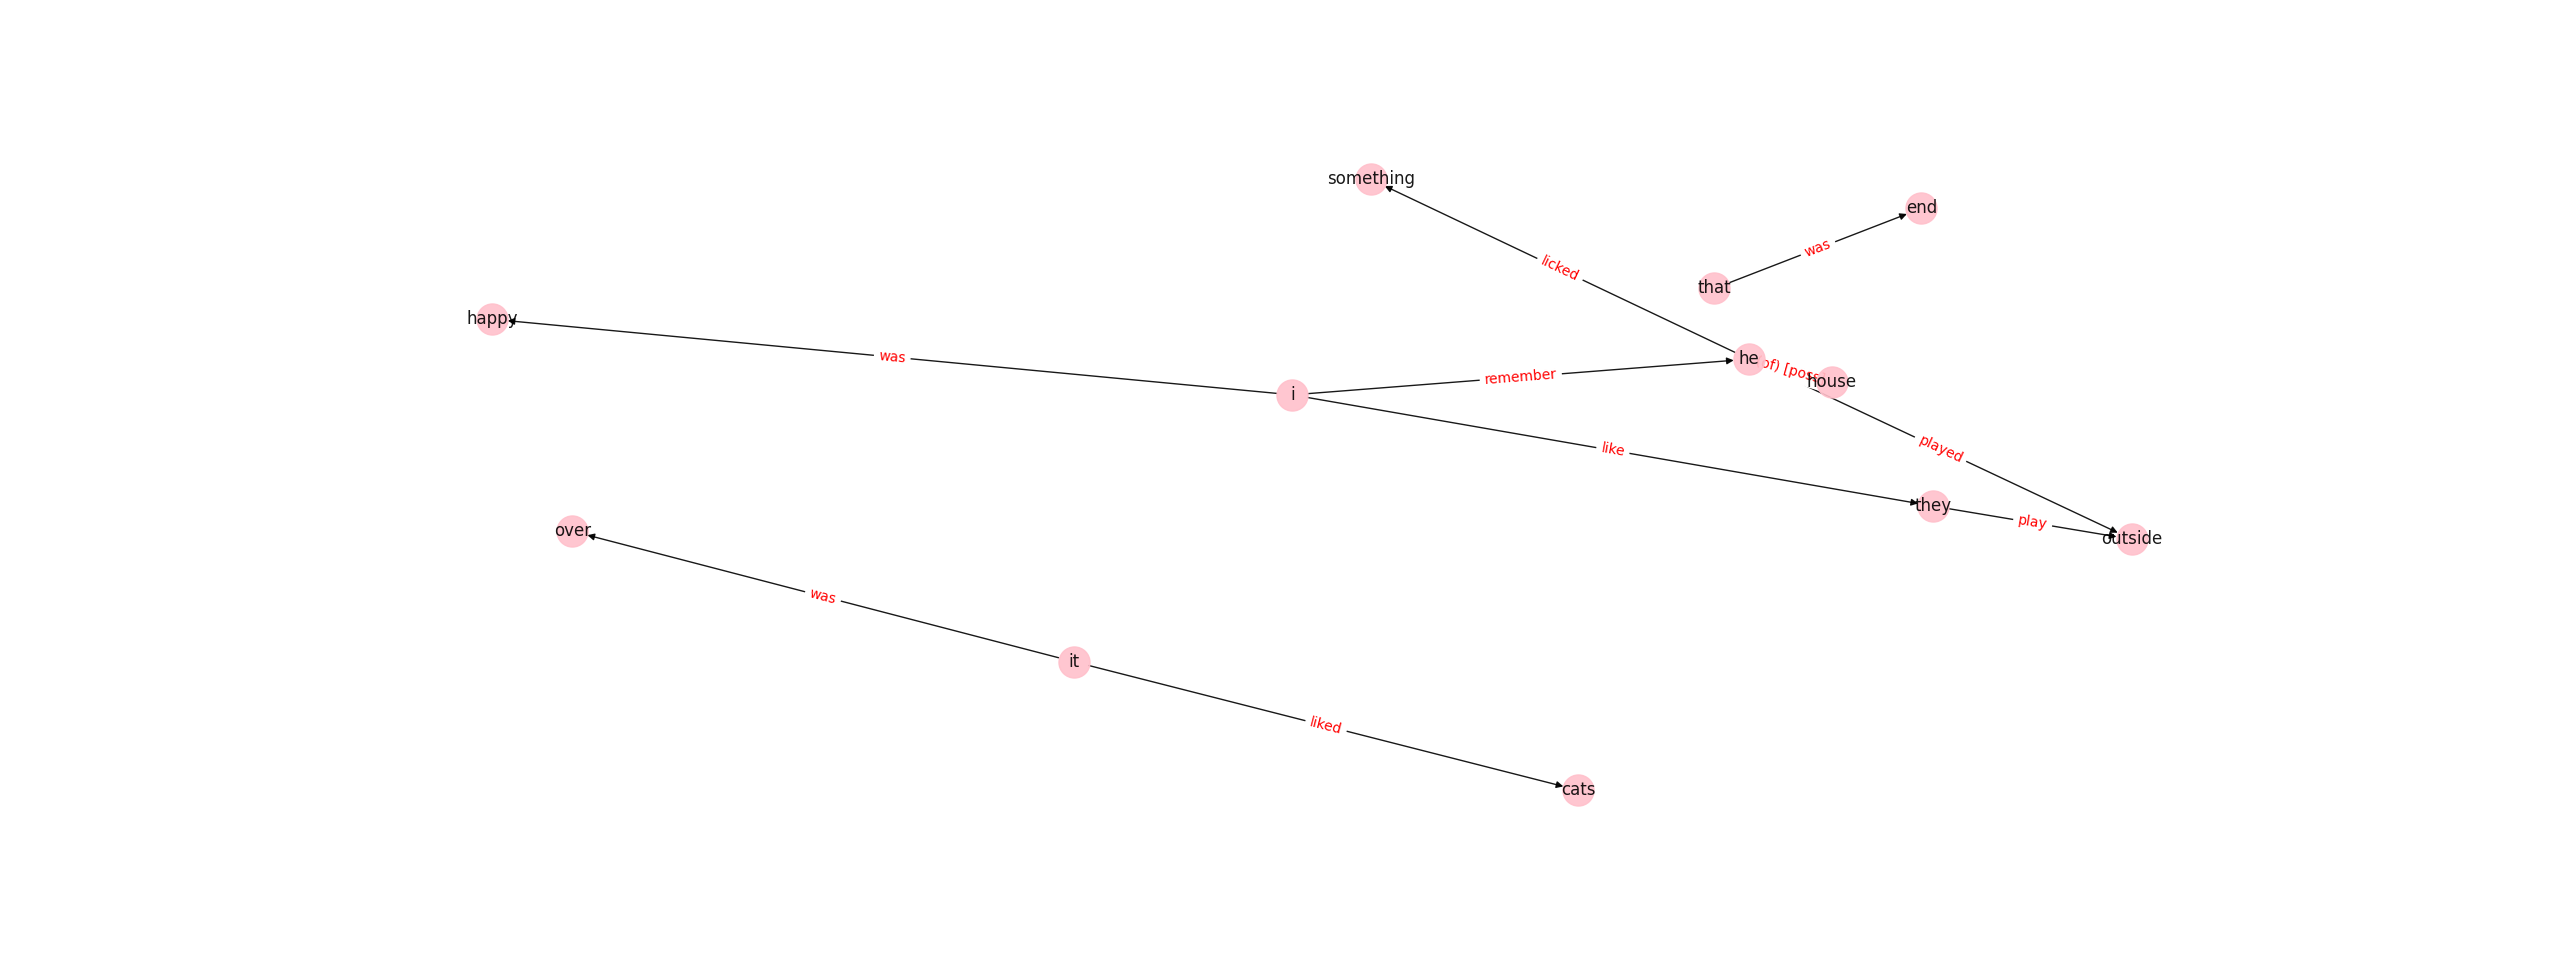 something
end
was
licked
that
happy
was
he
of) [poss
remember
house
i
played
like
they
play
over
outside
was
it
liked
cats